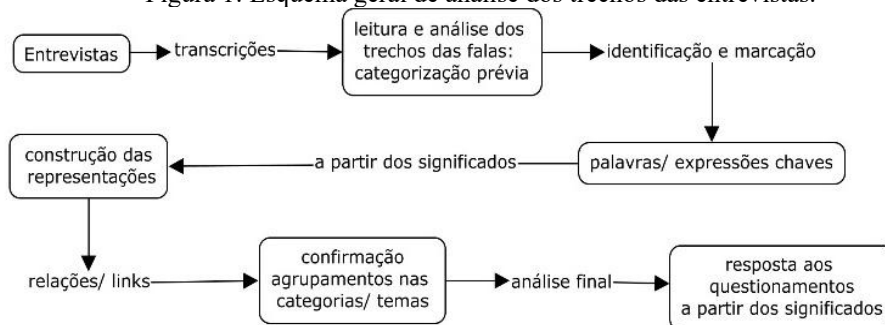 Figura 1: Esquema geral de análise dos trechos das entrevistas.
Entrevistas
transcrições
leitura e análise dos
trechos das falas:
categorização prévia
identificação e marcação
palavras/ expressões chaves
a partir dos significados
construção das
representações
relações/ links
confirmação
agrupamentos nas
categorias/ temas
análise final
resposta aos
questionamentos
a partir dos significados